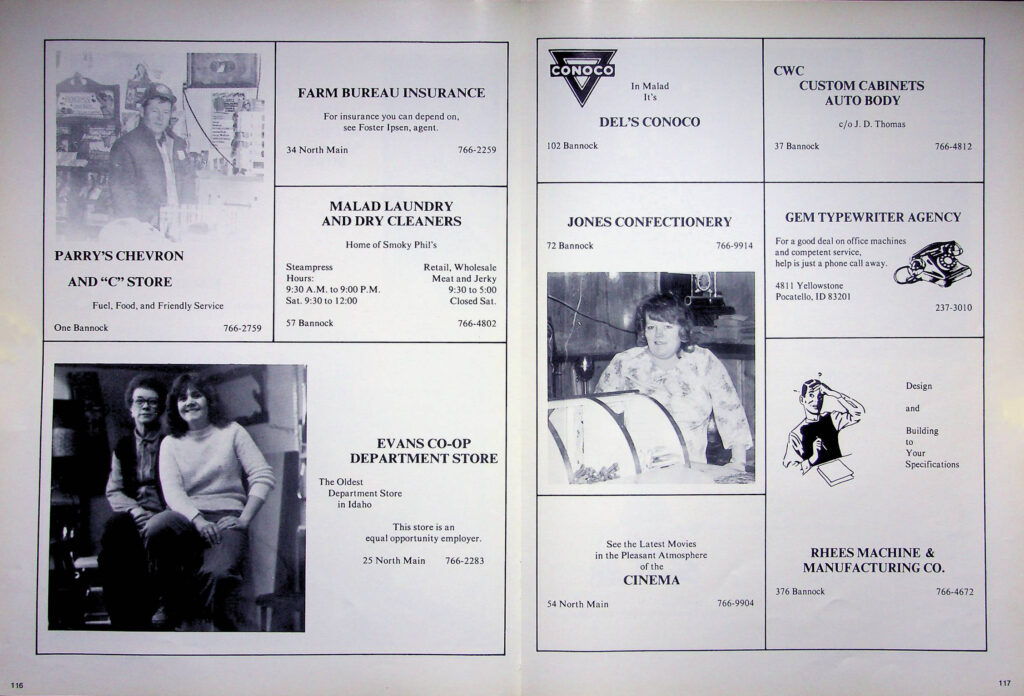 PARRY'S CHEVRON
AND "C" STORE
Fuel, Food, and Friendly Service
One Bannock 766-2759
FARM BUREAU INSURANCE
For insurance you can depend on,
see Foster Ipsen, agent.
34 North Main 766-2259
MALAD LAUNDRY
AND DRY CLEANERS
Home of Smoky Phil's
Steampress Retail, Wholesale
Hours: Meat and Jerky
9:30 A.M. to 9:00 P.M. 9:30 to 5:00
Sat. 9:30 to 12:00 Closed Sat.
57 Bannock 766-4802
EVANS CO-OP
DEPARTMENT STORE
The Oldest
Department Store
in Idaho
This store is an
equal opportunity employer.
25 North Main 766-2283
116
CONOCO
In Malad
It's
DEL'S CONOCO
102 Bannock
CWC
CUSTOM CABINETS
AUTO BODY
c/o J. D. Thomas
37 Bannock 766-4812
JONES CONFECTIONERY
72 Bannock 766-9914
GEM TYPEWRITER AGENCY
For a good deal on office machines
and competent service,
help is just a phone call away.
4811 Yellowstone
Pocatello, ID 83201
237-3010
See the Latest Movies
in the Pleasant Atmosphere
of the
CINEMA
54 North Main 766-9904
?
Design
and
Building
to
Your
Specifications
RHEES MACHINE &
MANUFACTURING CO.
376 Bannock 766-4672
117